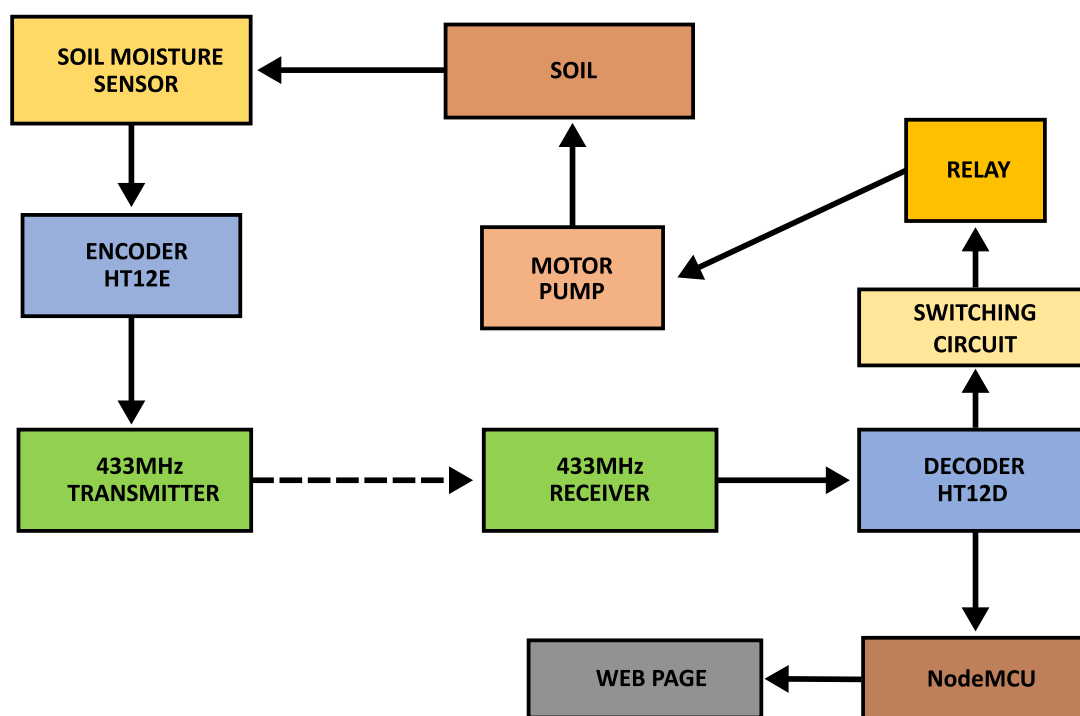 SOIL MOISTURE
SENSOR
SOIL
RELAY
ENCODER
HT12E
MOTOR
PUMP
SWITCHING
CIRCUIT
433MHz
TRANSMITTER
433MHz
RECEIVER
DECODER
HT12D
WEB PAGE
NodeMCU